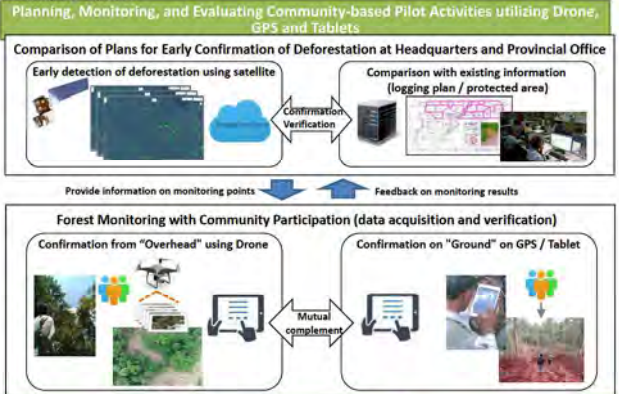 Planning, Monitoring, and Evaluating Community-based Pilot Activities utilizing Drone,
GPS and Tablets
Comparison of Plans for Early Confirmation of Deforestation at Headquarters and Provincial Office
Early detection of deforestation using satellite
Confirmation
Verification
Comparison with existing information
(logging plan / protected area)
Provide information on monitoring points
Feedback on monitoring results
Forest Monitoring with Community Participation (data acquisition and verification)
Confirmation from “Overhead" using Drone
Mutual
complement
Confirmation on "Ground" on GPS / Tablet